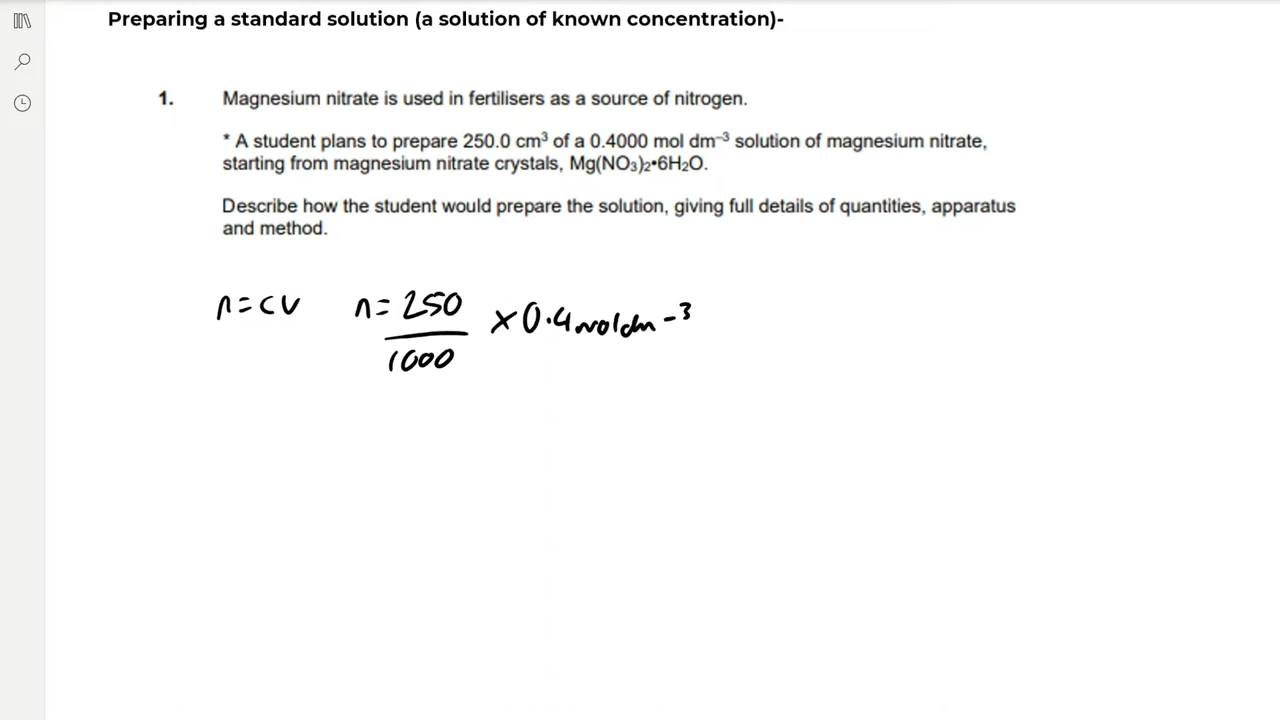 Preparing a standard solution (a solution of known concentration)-
1. Magnesium nitrate is used in fertilisers as a source of nitrogen.
* A student plans to prepare 250.0 cm³ of a 0.4000 mol dm⁻³ solution of magnesium nitrate,
starting from magnesium nitrate crystals, Mg(NO₃)₂•6H₂O.
Describe how the student would prepare the solution, giving full details of quantities, apparatus
and method.
n=cv n= 250/1000 × 0.4moldm-³